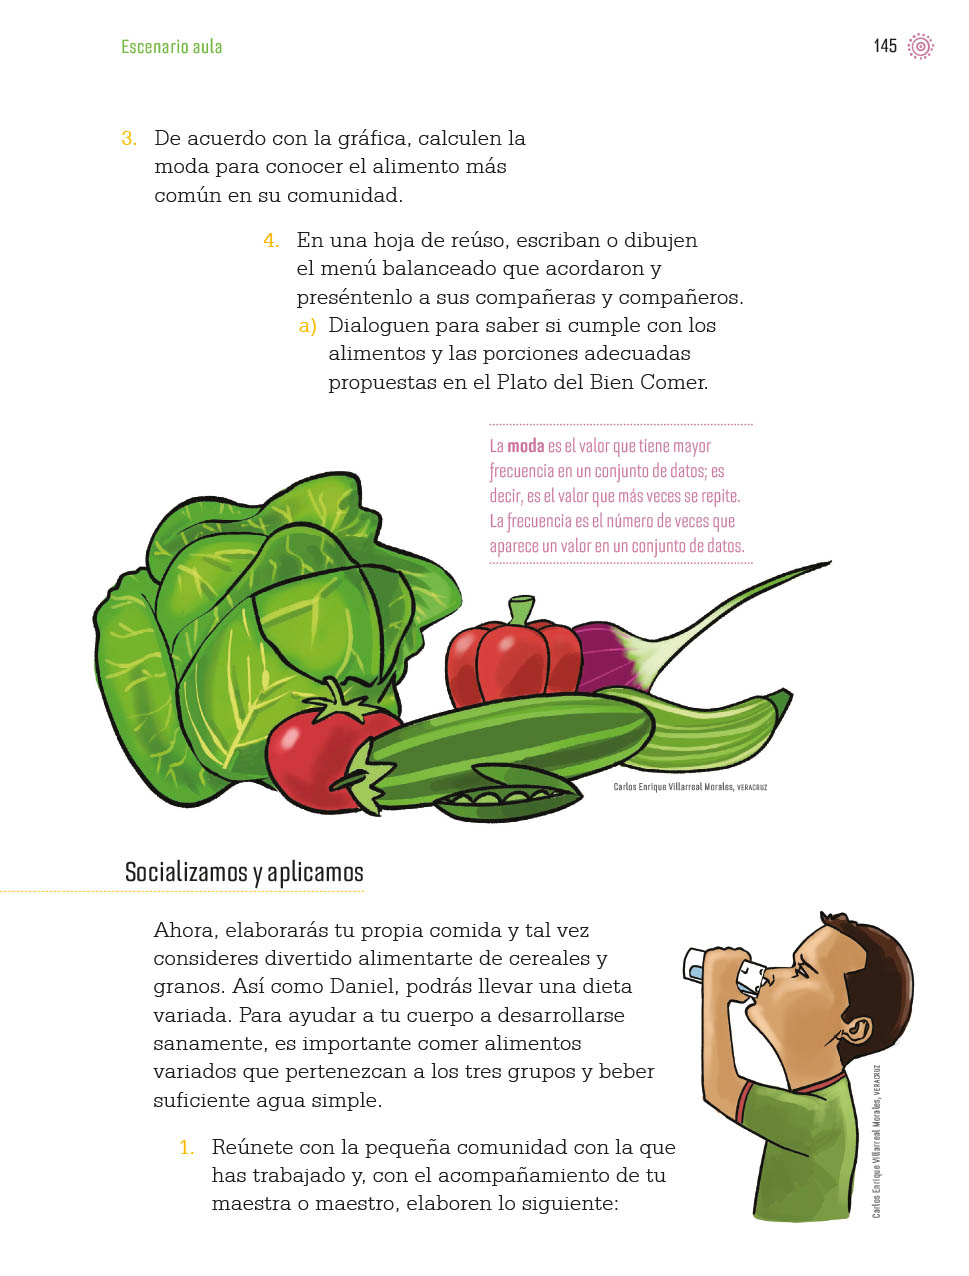 Escenario aula
145
3. De acuerdo con la gráfica, calculen la
moda para conocer el alimento más
común en su comunidad.
4. En una hoja de reúso, escriban o dibujen
el menú balanceado que acordaron y
preséntenlo a sus compañeras y compañeros.
a) Dialoguen para saber si cumple con los
alimentos y las porciones adecuadas
propuestas en el Plato del Bien Comer.
La moda es el valor que tiene mayor
frecuencia en un conjunto de datos; es
decir, es el valor que más veces se repite.
La frecuencia es el número de veces que
aparece un valor en un conjunto de datos.
Carlos Enrique Villarreal Morales, VERACRUZ
Socializamos y aplicamos
Ahora, elaborarás tu propia comida y tal vez
consideres divertido alimentarte de cereales y
granos. Así como Daniel, podrás llevar una dieta
variada. Para ayudar a tu cuerpo a desarrollarse
sanamente, es importante comer alimentos
variados que pertenezcan a los tres grupos y beber
suficiente agua simple.
Carlos Enrique Villarreal Morales, VERACRUZ
1. Reúnete con la pequeña comunidad con la que
has trabajado y, con el acompañamiento de tu
maestra o maestro, elaboren lo siguiente: